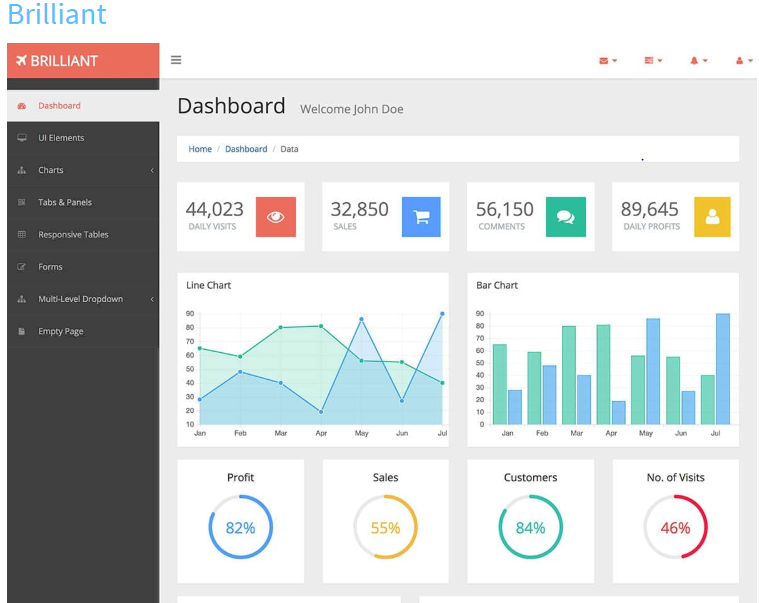 Brilliant
BRILLIANT
Dashboard
UI Elements
Charts
Tabs & Panels
Responsive Tables
Forms
Multi-Level Dropdown
Empty Page
Dashboard Welcome John Doe
Home / Dashboard / Data
44,023
DAILY VISITS
32,850
SALES
56,150
COMMENTS
89,645
DAILY PROFITS
Line Chart
90
80
70
60
50
40
30
20
10
Jan Feb Mar Apr May Jun Jul
Bar Chart
90
80
70
60
50
40
30
20
10
0
Jan Feb Mar Apr May Jun Jul
Profit
82%
Sales
55%
Customers
84%
No. of Visits
46%